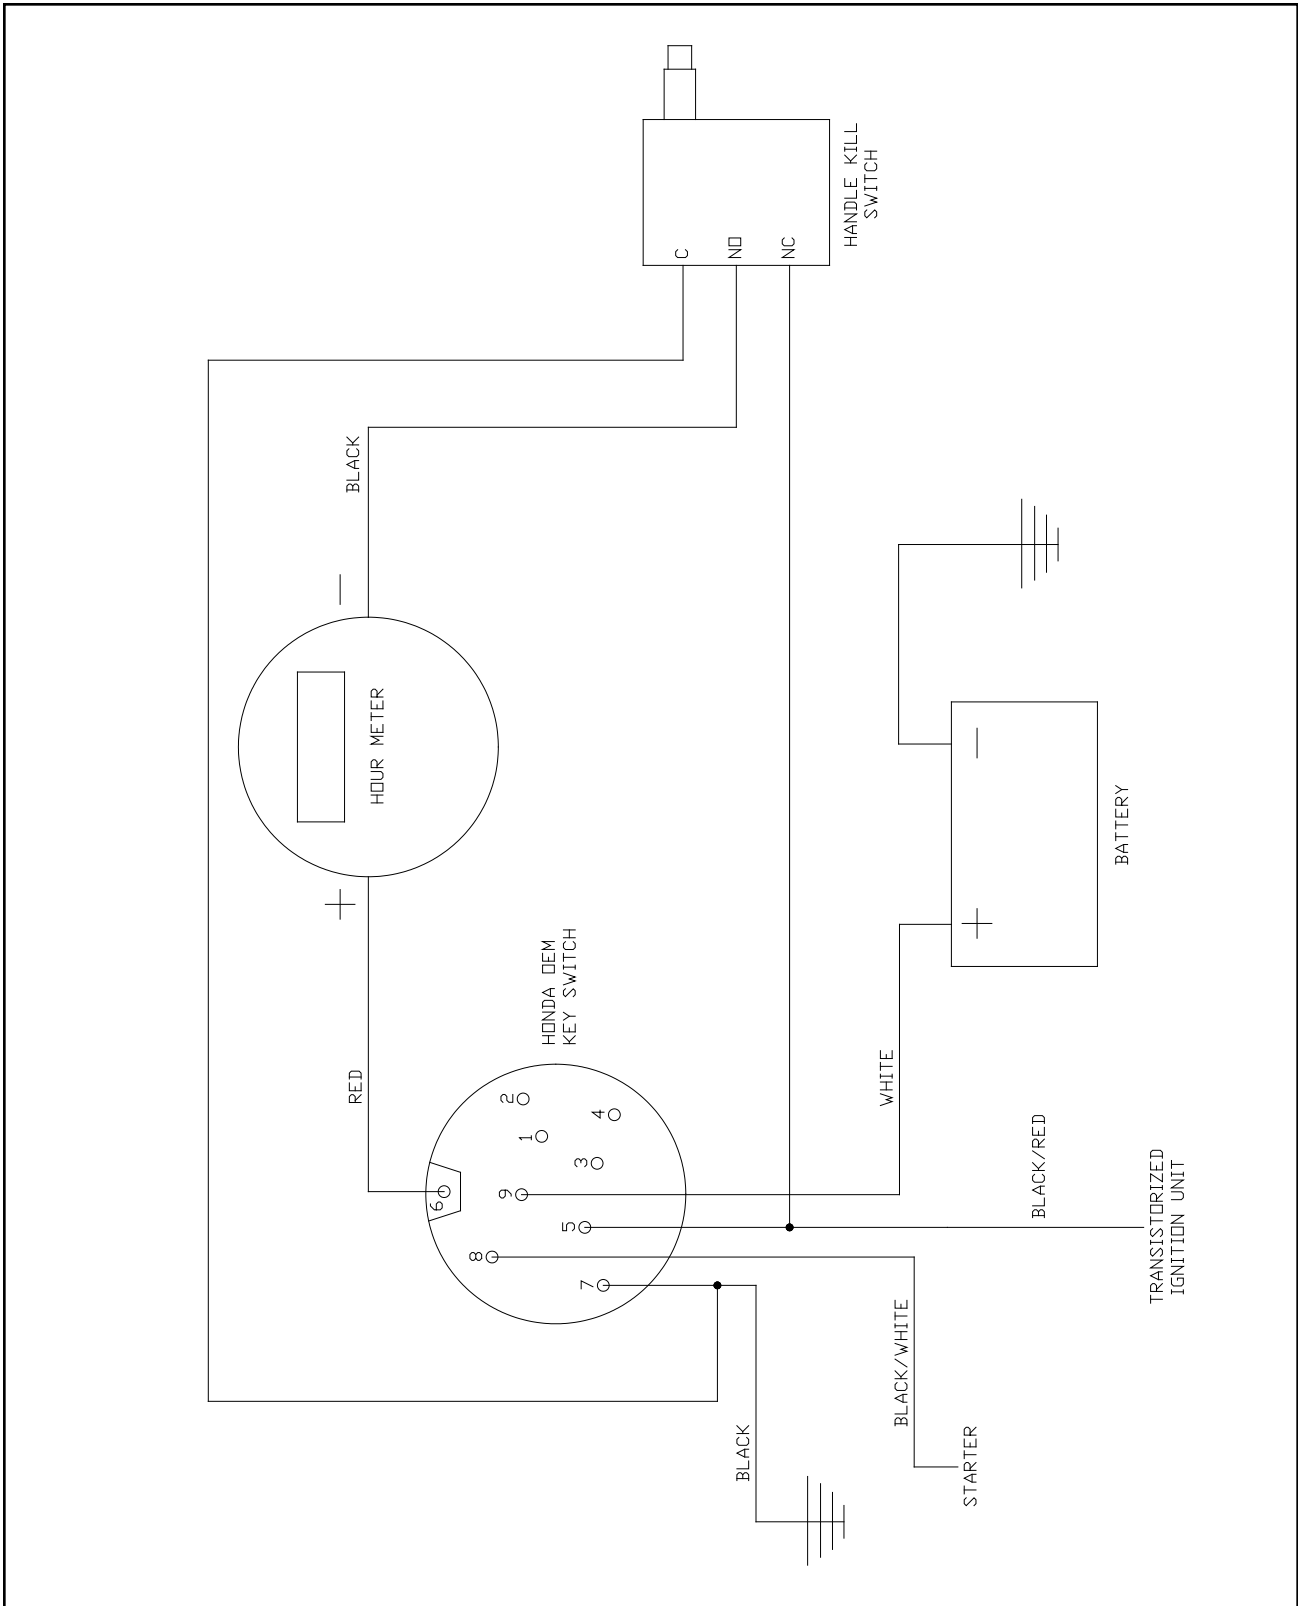 HANDLE KILL
SWITCH
C
NO
NC
BLACK
−
HOUR METER
+
RED
HONDA OEM
KEY SWITCH
1
2
3
4
5
6
7
8
9
−
+
BATTERY
WHITE
BLACK/RED
TRANSISTORIZED
IGNITION UNIT
BLACK/WHITE
STARTER
BLACK